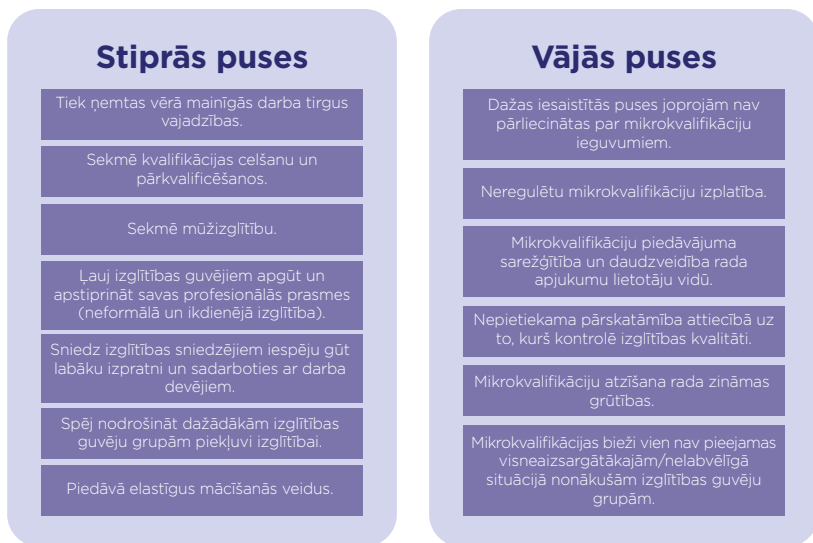 Stiprās puses
Tiek ņemtas vērā mainīgās darba tirgus
vajadzības.
Sekmē kvalifikācijas celšanu un
pārkvalificēšanos.
Sekmē mūžizglītību.
Ļauj izglītības guvējiem apgūt un
apstiprināt savas profesionālās prasmes
(neformālā un ikdienējā izglītība).
Sniedz izglītības sniedzējiem iespēju gūt
labāku izpratni un sadarboties ar darba
devējiem.
Spēj nodrošināt dažādākām izglītības
guvēju grupām piekļuvi izglītībai.
Piedāvā elastīgus mācīšanās veidus.
Vājās puses
Dažas iesaistītās puses joprojām nav
pārliecinātas par mikrokvalifikāciju
ieguvumiem.
Neregulētu mikrokvalifikāciju izplatība.
Mikrokvalifikāciju piedāvājuma
sarežģītība un daudzveidība rada
apjukumu lietotāju vidū.
Nepietiekama pārskatāmība attiecībā uz
to, kurš kontrolē izglītības kvalitāti.
Mikrokvalifikāciju atzīšana rada zināmas
grūtības.
Mikrokvalifikācijas bieži vien nav pieejamas
visneaizsargātākajām/nelabvēlīgā
situācijā nonākušām izglītības guvēju
grupām.